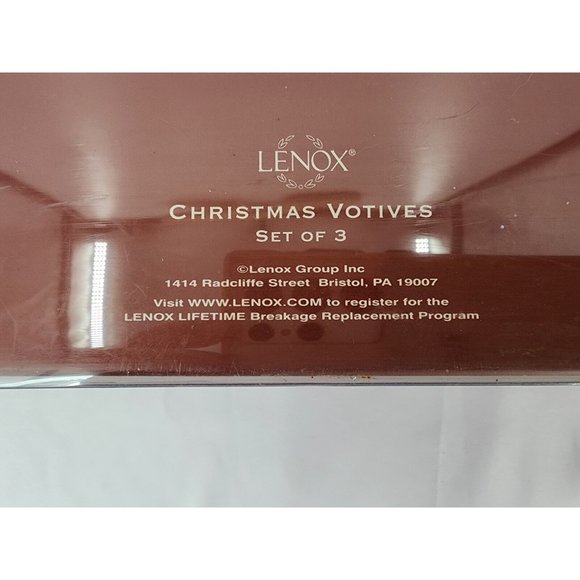 LENOX®
CHRISTMAS VOTIVES
SET OF 3
©Lenox Group Inc
1414 Radcliffe Street Bristol, PA 19007
Visit WWW.LENOX.COM to register for the
LENOX LIFETIME Breakage Replacement Program